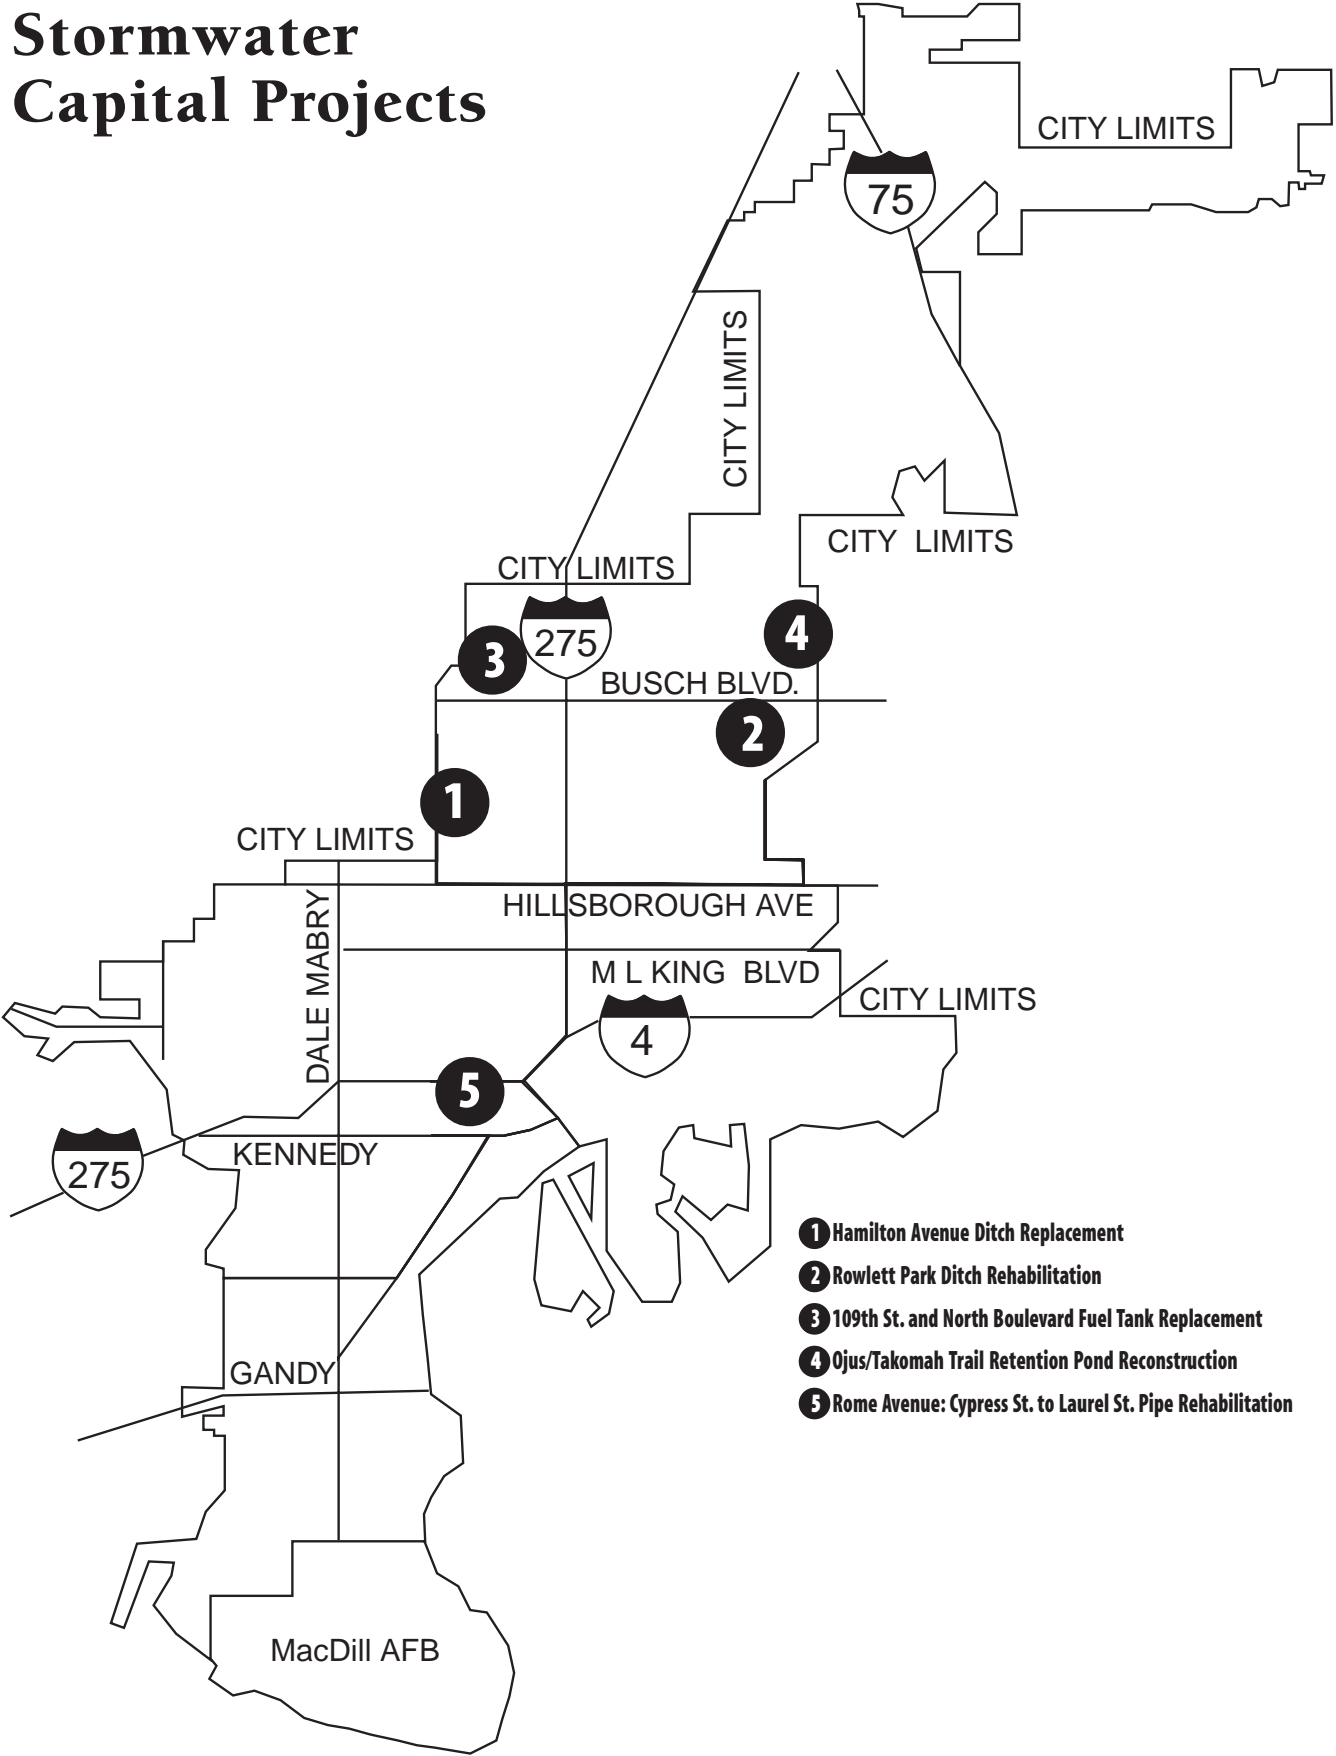 Stormwater
Capital Projects
CITY LIMITS
75
CITY LIMITS
CITY LIMITS
CITY LIMITS
4
3
275
BUSCH BLVD.
2
1
CITY LIMITS
DALE MABRY
HILLSBOROUGH AVE
M L KING BLVD
CITY LIMITS
4
5
KENNEDY
275
1 Hamilton Avenue Ditch Replacement
2 Rowlett Park Ditch Rehabilitation
3 109th St. and North Boulevard Fuel Tank Replacement
4 Ojus/Takomah Trail Retention Pond Reconstruction
5 Rome Avenue: Cypress St. to Laurel St. Pipe Rehabilitation
GANDY
MacDill AFB